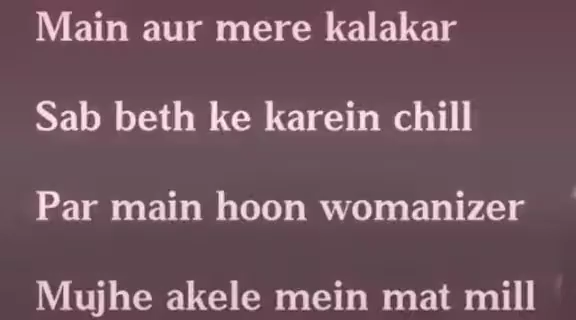 Main aur mere kalakar
Sab beth ke karein chill
Par main hoon womanizer
Mujhe akele mein mat mill